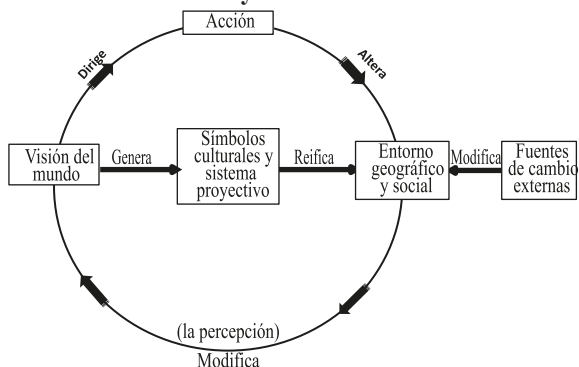 Acción
Dirige
Altera
Visión del
mundo
Genera
Símbolos
culturales y
sistema
proyectivo
Reifica
Entorno
geográfico
y social
Modifica
Fuentes
de cambio
externas
(la percepción)
Modifica